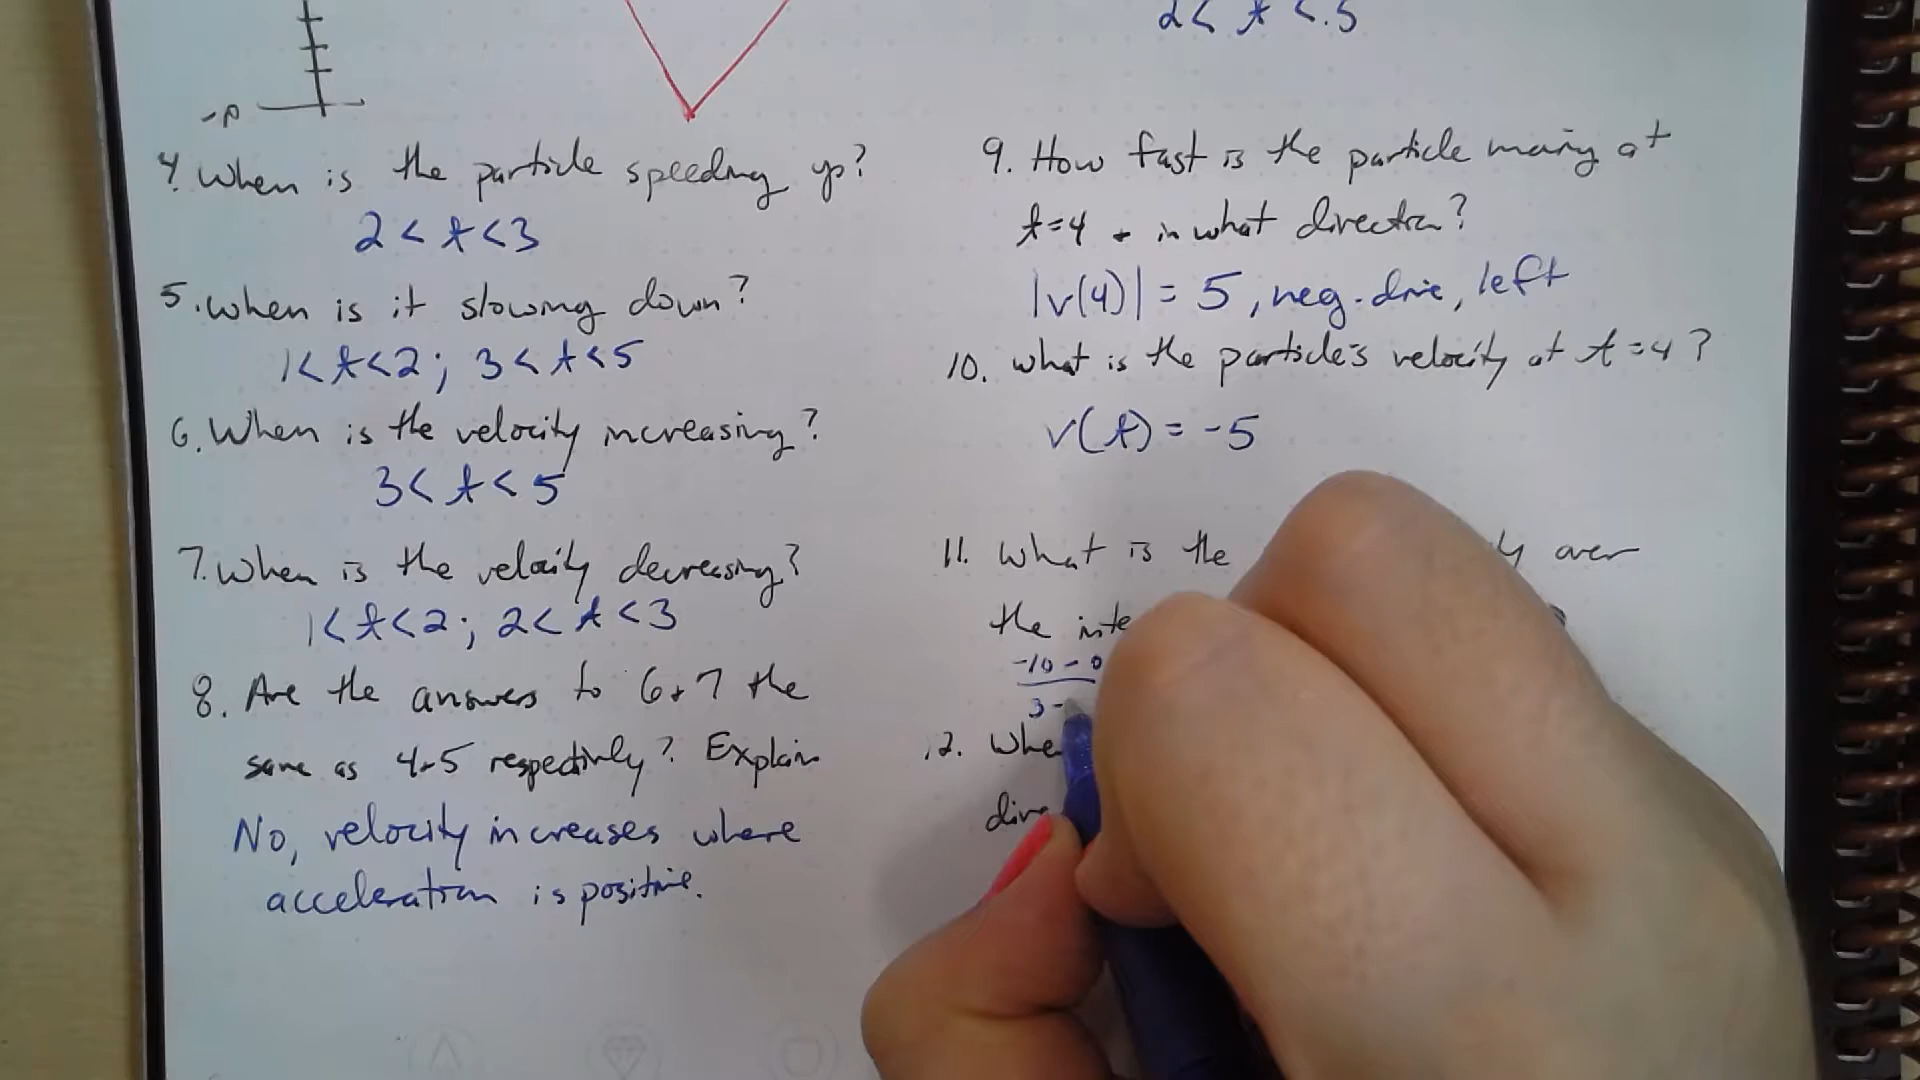 2 < t < 5
4. When is the particle speeding up?
2 < t < 3
5. When is it slowing down?
1 < t < 2 ; 3 < t < 5
6. When is the velocity increasing?
3 < t < 5
7. When is the velocity decreasing?
1 < t < 2 ; 2 < t < 3
8. Are the answers to 6 + 7 the
same as 4 + 5 respectively? Explain
No, velocity increases where
acceleration is positive.
9. How fast is the particle moving at
t = 4 + in what direction?
|v(4)| = 5, neg. dire, left
10. What is the particle's velocity at t = 4?
v(t) = -5
11. What is the over
the
-10 - 0
3 -
12.